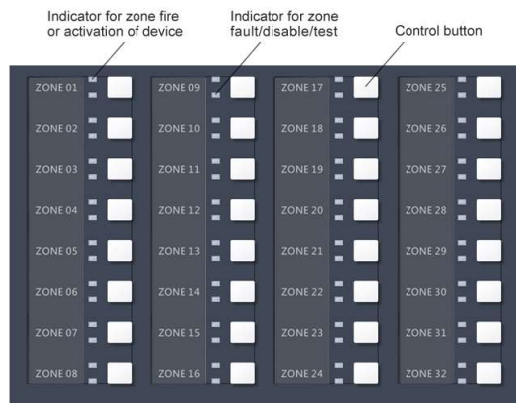 Indicator for zone fire
or activation of device
Indicator for zone
fault/disable/test
Control button
ZONE 01
ZONE 02
ZONE 03
ZONE 04
ZONE 05
ZONE 06
ZONE 07
ZONE 08
ZONE 09
ZONE 10
ZONE 11
ZONE 12
ZONE 13
ZONE 14
ZONE 15
ZONE 16
ZONE 17
ZONE 18
ZONE 19
ZONE 20
ZONE 21
ZONE 22
ZONE 23
ZONE 24
ZONE 25
ZONE 26
ZONE 27
ZONE 28
ZONE 29
ZONE 30
ZONE 31
ZONE 32